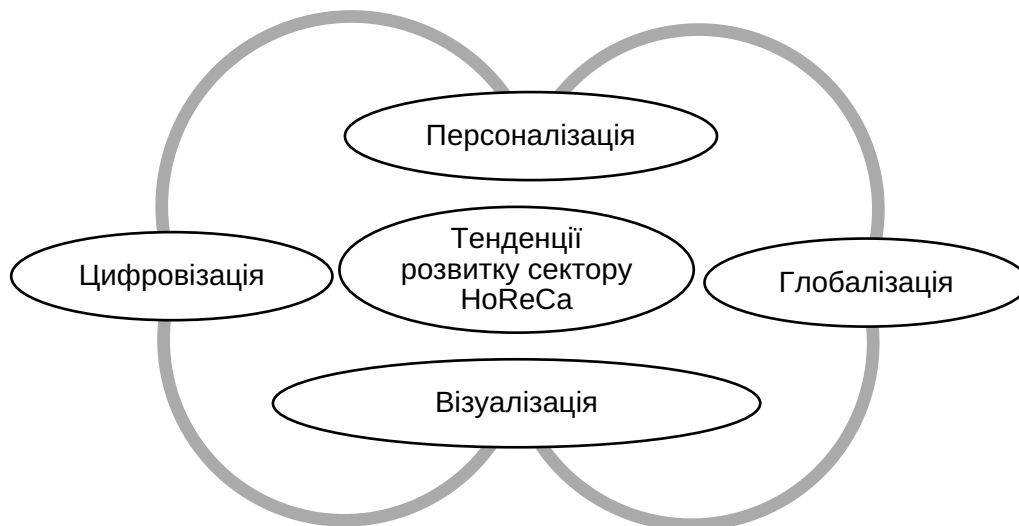 Персоналізація
Тенденції
розвитку сектору
HoReCa
Цифровізація
Глобалізація
Візуалізація